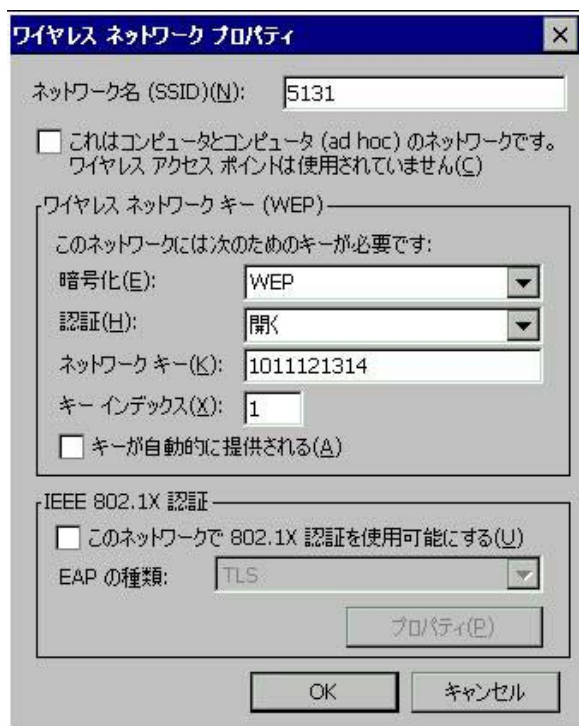 ワイヤレス ネットワーク プロパティ
ネットワーク名 (SSID)(N): 5131
これはコンピュータとコンピュータ (ad hoc) のネットワークです。
ワイヤレス アクセス ポイントは使用されていません(C)
ワイヤレス ネットワーク キー (WEP)
このネットワークには次のためのキーが必要です:
暗号化(E): WEP
認証(H): 開く
ネットワーク キー(K): 1011121314
キー インデックス(X): 1
キーが自動的に提供される(A)
IEEE 802.1X 認証
このネットワークで 802.1X 認証を使用可能にする(U)
EAP の種類: TLS
プロパティ(P)
OK キャンセル